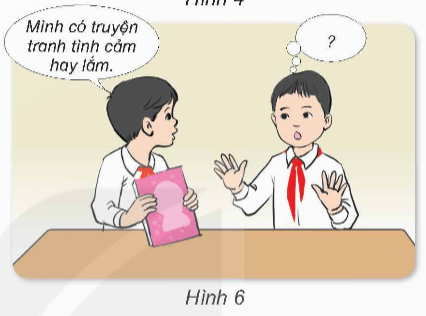 Hình 4
Mình có truyện
tranh tình cảm
hay lắm.
?
Hình 6